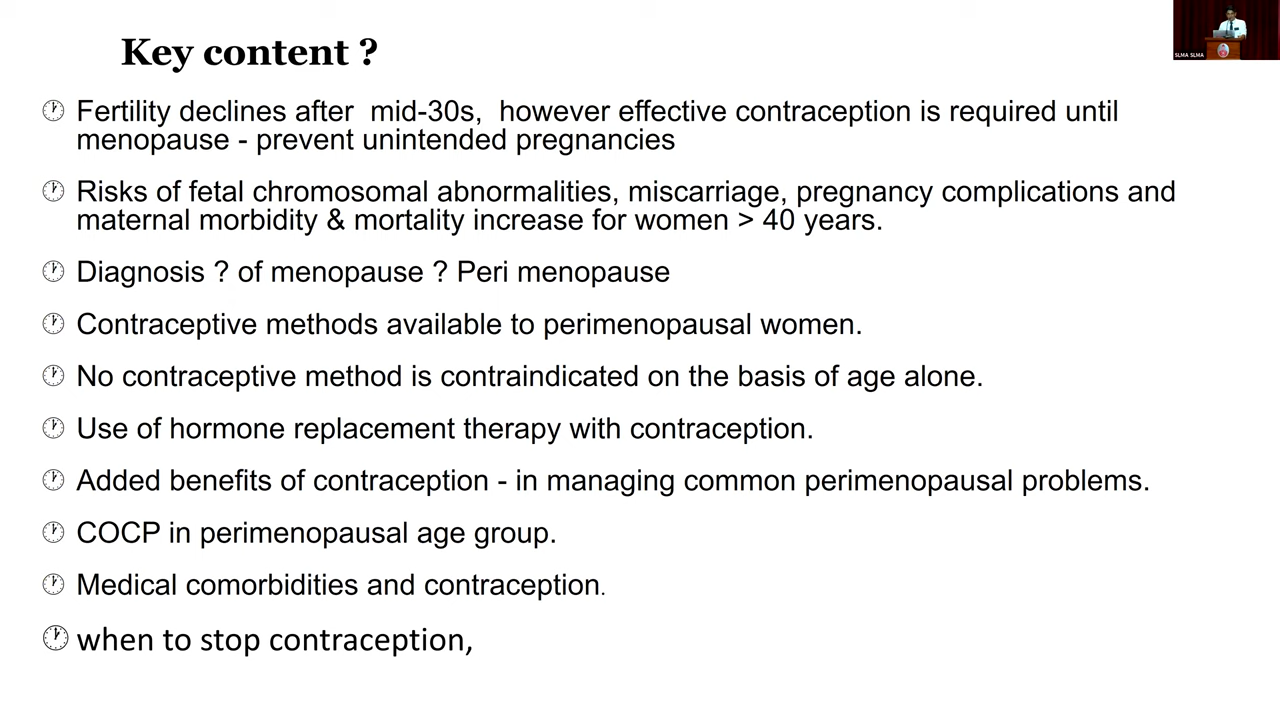 Key content ?
SLMA SLMA
Fertility declines after mid-30s, however effective contraception is required until
menopause - prevent unintended pregnancies
Risks of fetal chromosomal abnormalities, miscarriage, pregnancy complications and
maternal morbidity & mortality increase for women > 40 years.
Diagnosis ? of menopause ? Peri menopause
Contraceptive methods available to perimenopausal women.
No contraceptive method is contraindicated on the basis of age alone.
Use of hormone replacement therapy with contraception.
Added benefits of contraception - in managing common perimenopausal problems.
COCP in perimenopausal age group.
Medical comorbidities and contraception.
when to stop contraception,